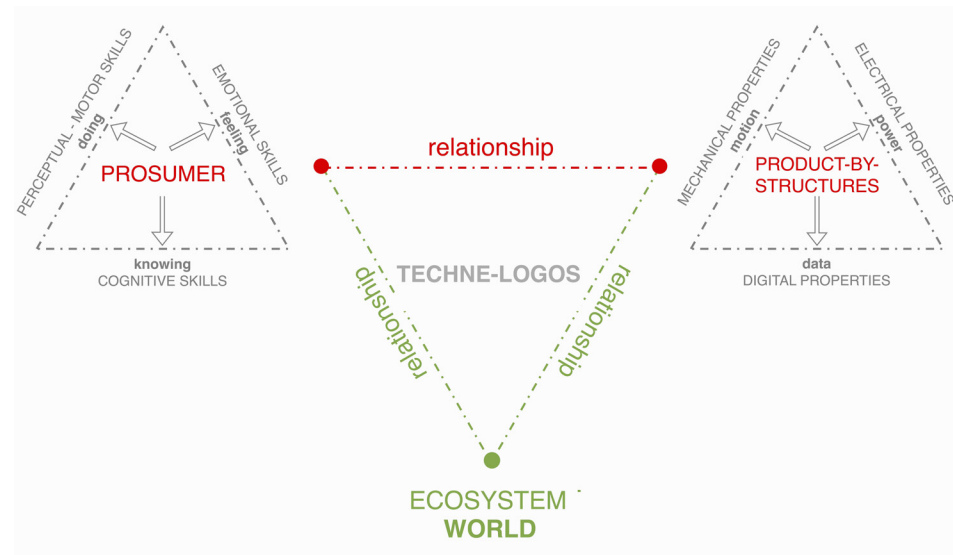 PERCEPTUAL - MOTOR SKILLS
doing
EMOTIONAL SKILLS
feeling
PROSUMER
knowing
COGNITIVE SKILLS
relationship
TECHNE-LOGOS
relationship
relationship
ECOSYSTEM
WORLD
MECHANICAL PROPERTIES
motion
ELECTRICAL PROPERTIES
power
PRODUCT-BY-
STRUCTURES
data
DIGITAL PROPERTIES